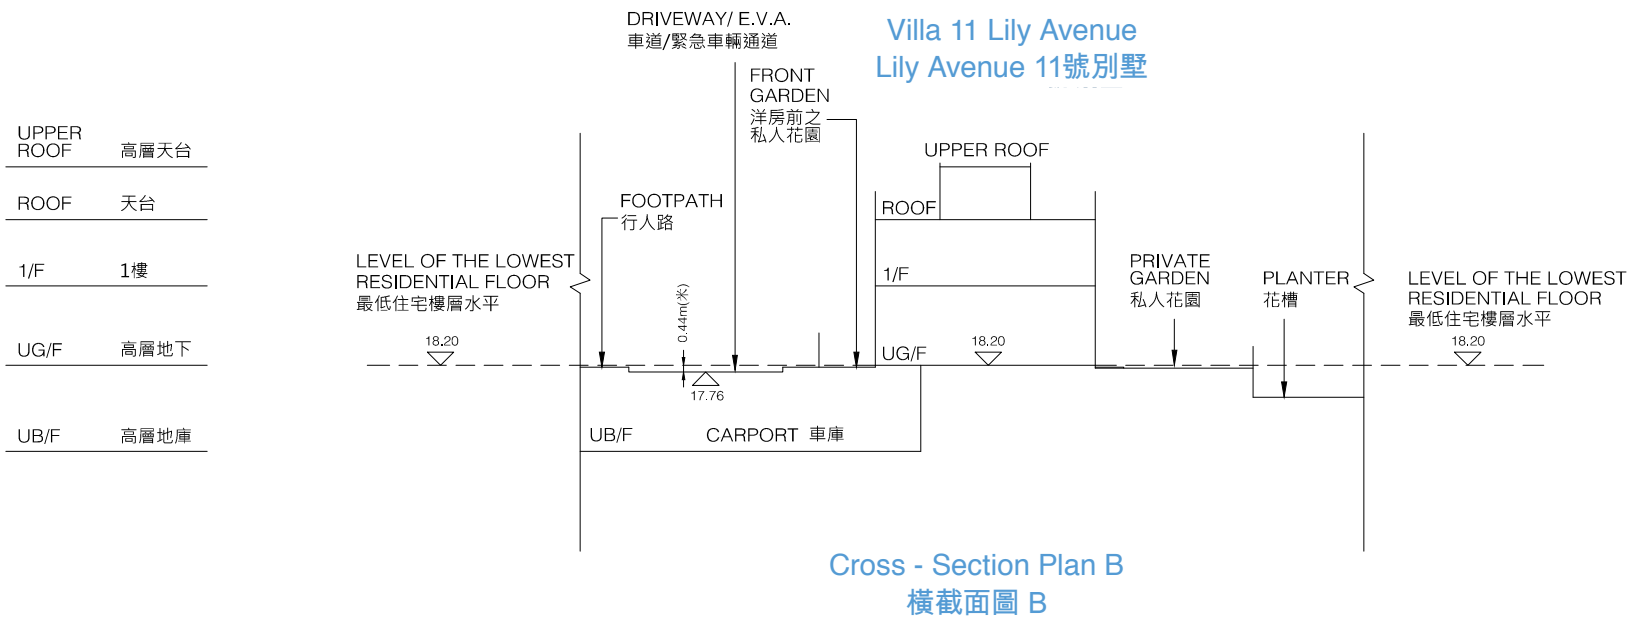 DRIVEWAY/ E.V.A.
車道/緊急車輛通道
Villa 11 Lily Avenue
Lily Avenue 11號別墅
FRONT
GARDEN
洋房前之
私人花園
UPPER
ROOF 高層天台
UPPER ROOF
ROOF 天台
FOOTPATH
行人路
ROOF
LEVEL OF THE LOWEST
RESIDENTIAL FLOOR
最低住宅樓層水平
1/F 1樓
1/F
PRIVATE
GARDEN
私人花園
PLANTER
花槽
LEVEL OF THE LOWEST
RESIDENTIAL FLOOR
最低住宅樓層水平
0.44m(米)
UG/F 高層地下
18.20
UG/F
18.20
18.20
17.76
UB/F 高層地庫
UB/F
CARPORT 車庫
Cross - Section Plan B
橫截面圖 B